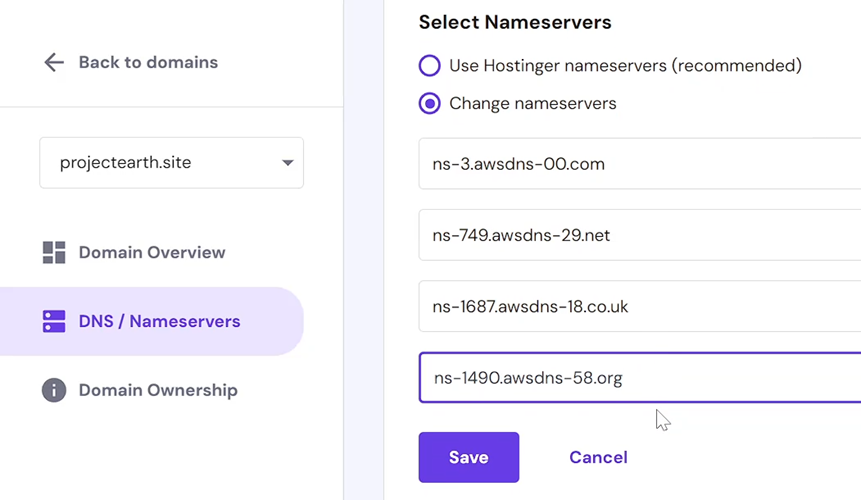 Back to domains
projectearth.site
Domain Overview
DNS / Nameservers
Domain Ownership
Select Nameservers
Use Hostinger nameservers (recommended)
Change nameservers
ns-3.awsdns-00.com
ns-749.awsdns-29.net
ns-1687.awsdns-18.co.uk
ns-1490.awsdns-58.org
Save
Cancel